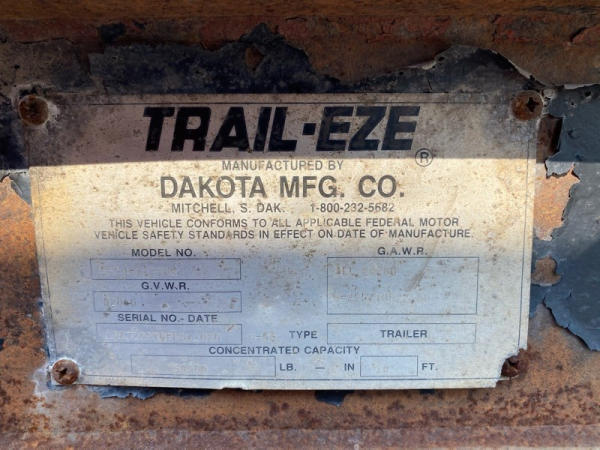 TRAIL-EZE ®
MANUFACTURED BY
DAKOTA MFG. CO.
MITCHELL, S. DAK. 1-800-232-5682
THIS VEHICLE CONFORMS TO ALL APPLICABLE FEDERAL MOTOR
VEHICLE SAFETY STANDARDS IN EFFECT ON DATE OF MANUFACTURE.
MODEL NO. G.A.W.R.
G.V.W.R.
SERIAL NO.-DATE
TYPE TRAILER
CONCENTRATED CAPACITY
LB. — IN FT.